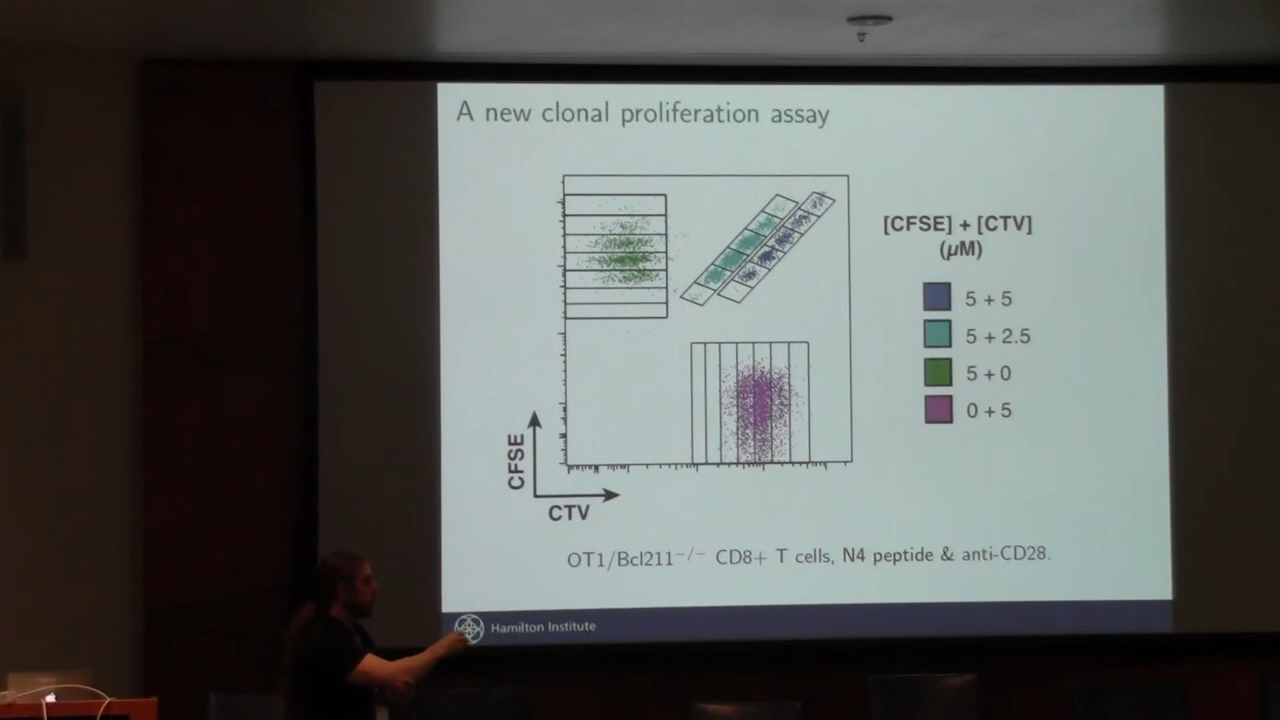 A new clonal proliferation assay
[CFSE] + [CTV]
(µM)
5 + 5
5 + 2.5
5 + 0
0 + 5
CFSE
CTV
OT1/Bcl211⁻/⁻ CD8+ T cells, N4 peptide & anti-CD28.
Hamilton Institute